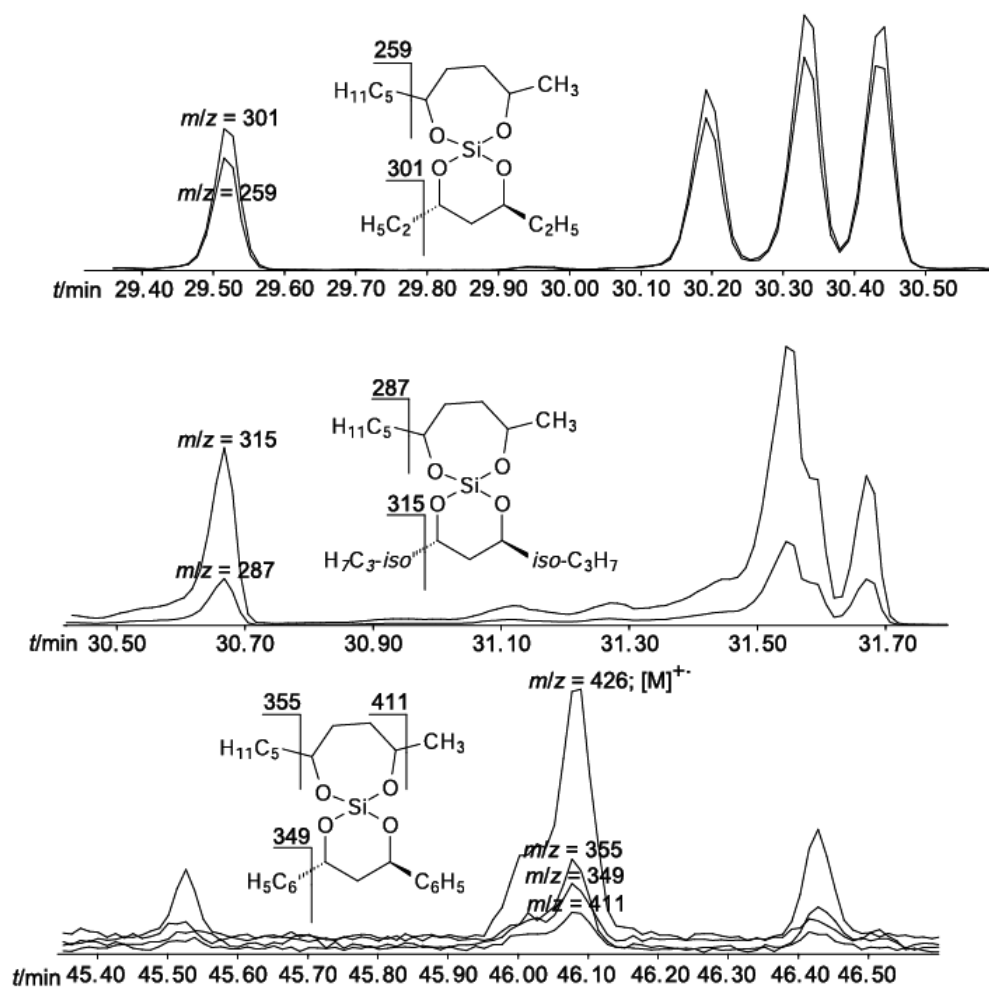 259
H₁₁C₅
CH₃
O
O
Si
m/z = 301
301
O
O
m/z = 259
H₅C₂
C₂H₅
t/min 29.40 29.50 29.60 29.70 29.80 29.90 30.00 30.10 30.20 30.30 30.40 30.50
287
H₁₁C₅
CH₃
m/z = 315
O
O
Si
315
O
O
H₇C₃-iso
iso-C₃H₇
m/z = 287
t/min 30.50 30.70 30.90 31.10 31.30 31.50 31.70
m/z = 426; [M]⁺·
355
411
H₁₁C₅
CH₃
O
O
Si
349
O
O
m/z = 355
H₅C₆
C₆H₅
m/z = 349
m/z = 411
t/min 45.40 45.50 45.60 45.70 45.80 45.90 46.00 46.10 46.20 46.30 46.40 46.50